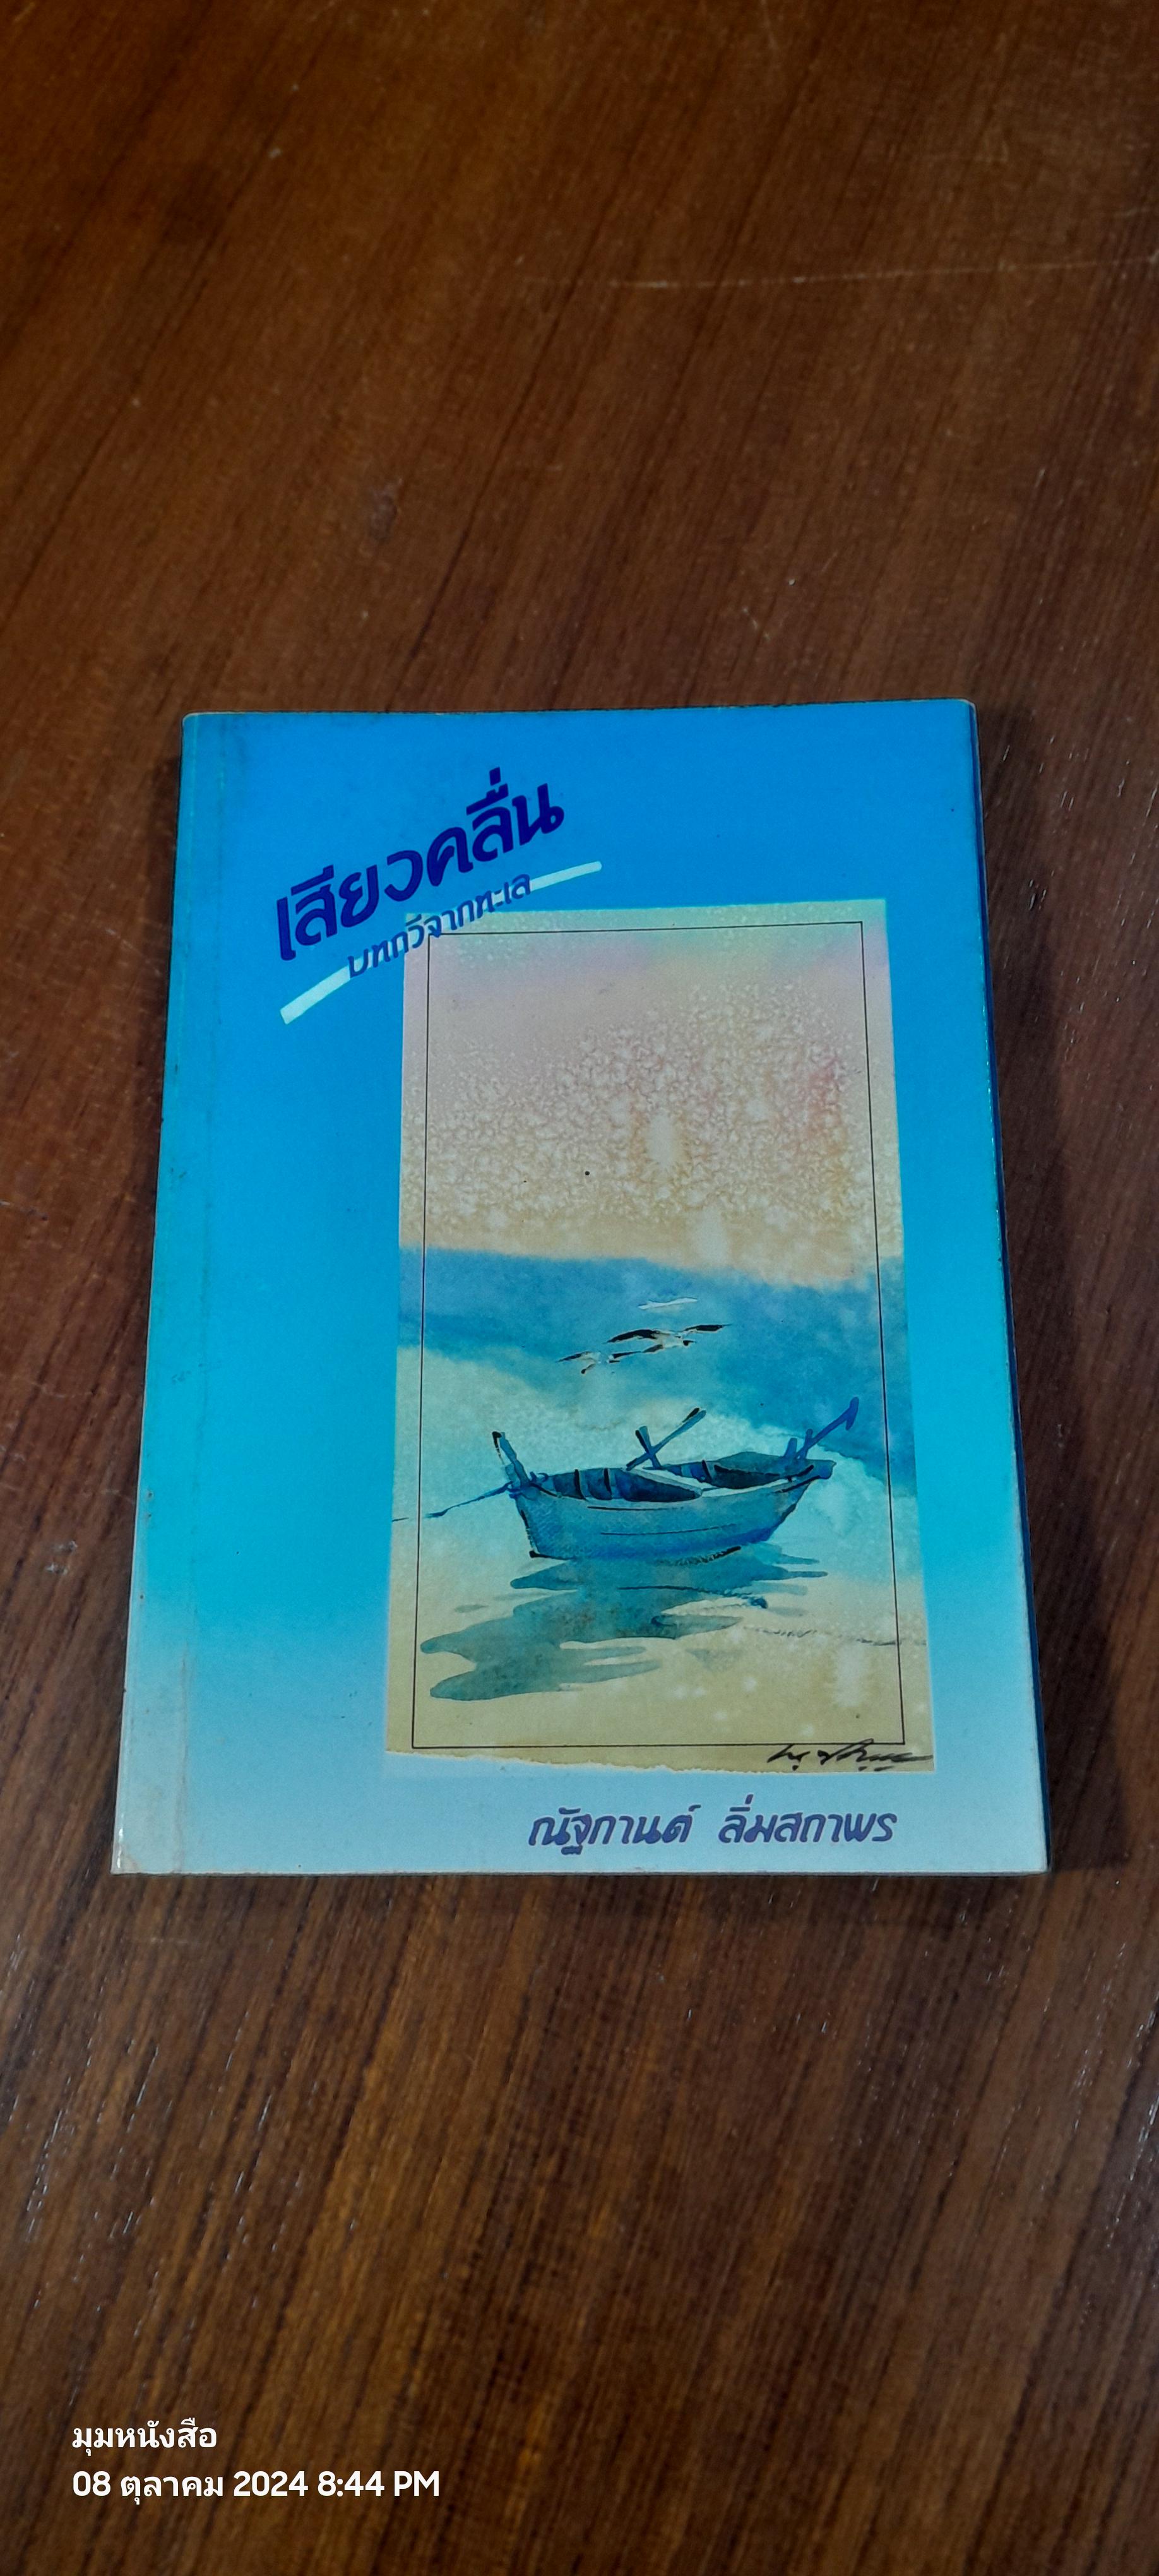 เสียวคลื่น
บทกวีจากทะเล
ณัฐกานต์ ลิ่มสถาพร
มุมหนังสือ
08 ตุลาคม 2024 8:44 PM